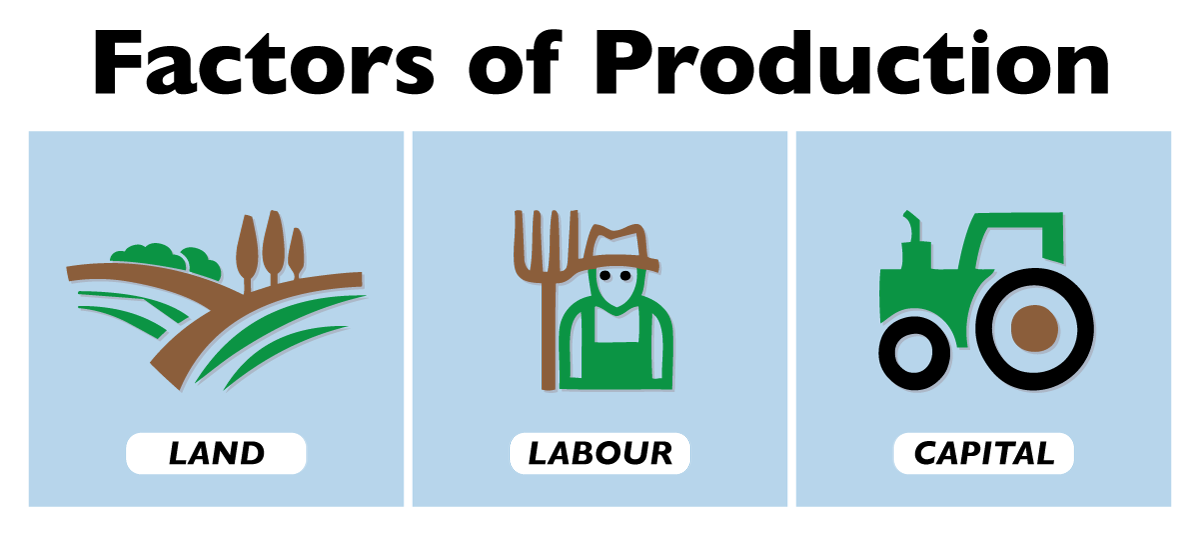 Factors of Production
LAND
LABOUR
CAPITAL